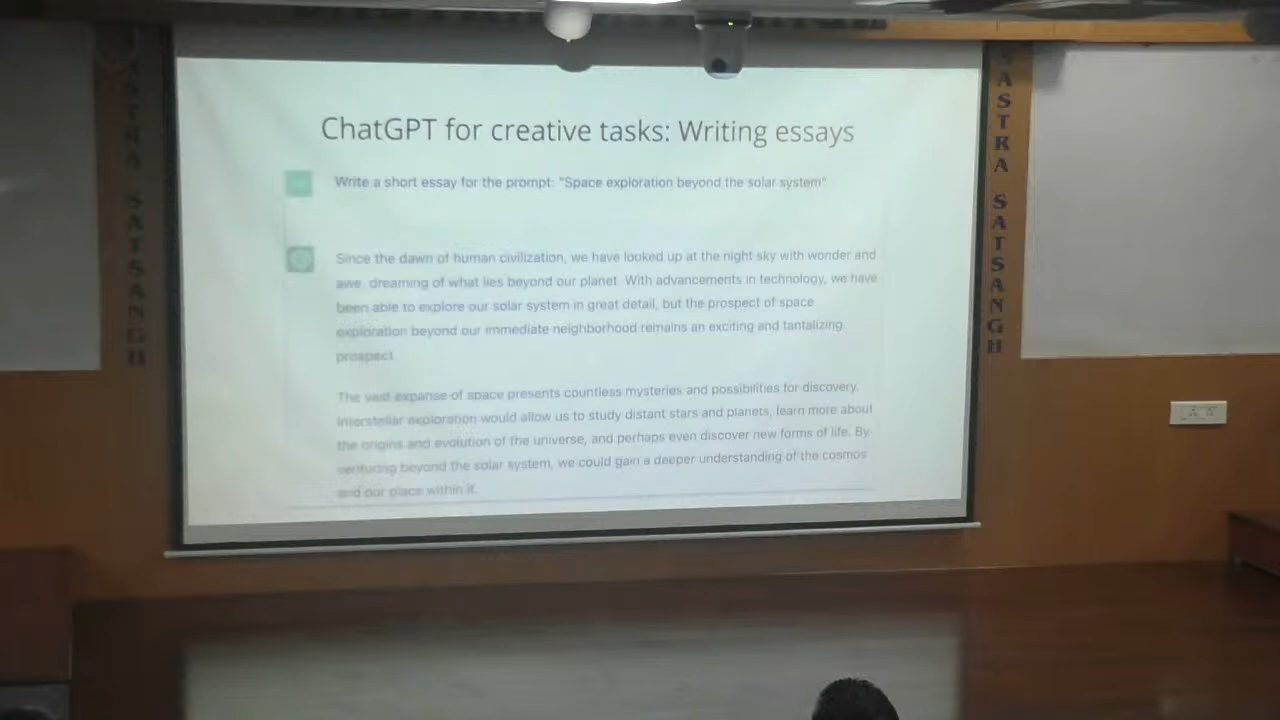 ChatGPT for creative tasks: Writing essays
Write a short essay for the prompt: "Space exploration beyond the solar system"
Since the dawn of human civilization, we have looked up at the night sky with wonder and
awe, dreaming of what lies beyond our planet. With advancements in technology, we have
been able to explore our solar system in great detail, but the prospect of space
exploration beyond our immediate neighborhood remains an exciting and tantalizing
prospect.
The vast expanse of space presents countless mysteries and possibilities for discovery.
Interstellar exploration would allow us to study distant stars and planets, learn more about
the origins and evolution of the universe, and perhaps even discover new forms of life. By
venturing beyond the solar system, we could gain a deeper understanding of the cosmos
and our place within it.
SASTRA SATSANGH
SASTRA SATSANGH